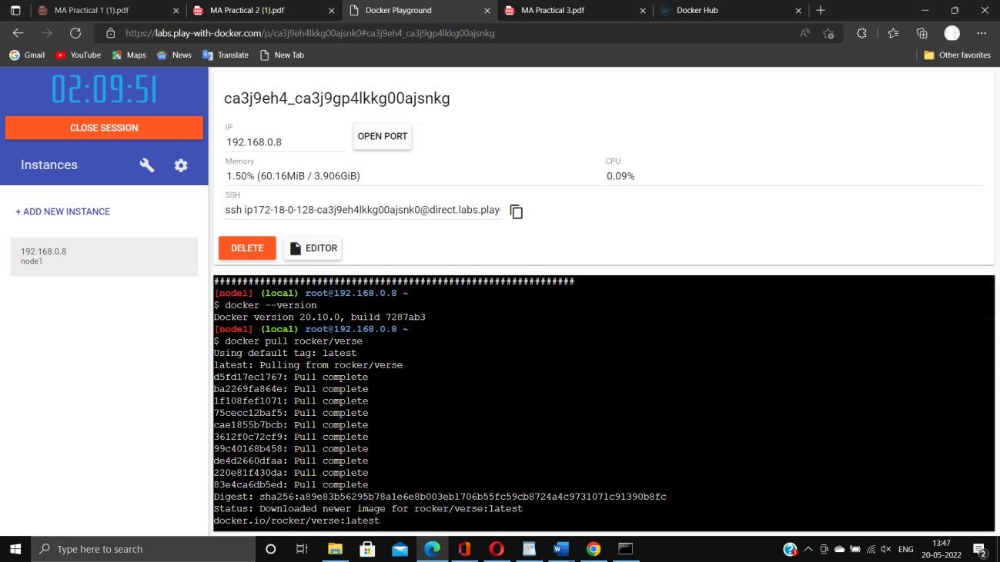 MA Practical 1 (1).pdf
MA Practical 2 (1).pdf
Docker Playground
MA Practical 3.pdf
Docker Hub
https://labs.play-with-docker.com/p/ca3j9eh4lkkg00ajsnk0#ca3j9eh4_ca3j9gp4lkkg00ajsnkg
Gmail
YouTube
Maps
News
Translate
New Tab
Other favorites
02:09:51
CLOSE SESSION
Instances
+ ADD NEW INSTANCE
192.168.0.8
node1
ca3j9eh4_ca3j9gp4lkkg00ajsnkg
IP
192.168.0.8
OPEN PORT
Memory
1.50% (60.16MiB / 3.906GiB)
CPU
0.09%
SSH
ssh ip172-18-0-128-ca3j9eh4lkkg00ajsnk0@direct.labs.play-
DELETE
EDITOR
###############################################################
[node1] (local) root@192.168.0.8 ~
$ docker --version
Docker version 20.10.0, build 7287ab3
[node1] (local) root@192.168.0.8 ~
$ docker pull rocker/verse
Using default tag: latest
latest: Pulling from rocker/verse
d5fd17ec1767: Pull complete
ba2269fa864e: Pull complete
1f108fef1071: Pull complete
75cecc12baf5: Pull complete
cae1855b7bcb: Pull complete
3612f0c72cf9: Pull complete
99c40168b458: Pull complete
de4d2660dfaa: Pull complete
220e81f430da: Pull complete
83e4ca6db5ed: Pull complete
Digest: sha256:a89e83b56295b78a1e6e8b003eb1706b55fc59cb8724a4c9731071c91390b8fc
Status: Downloaded newer image for rocker/verse:latest
docker.io/rocker/verse:latest
Type here to search
ENG
13:47
20-05-2022
2